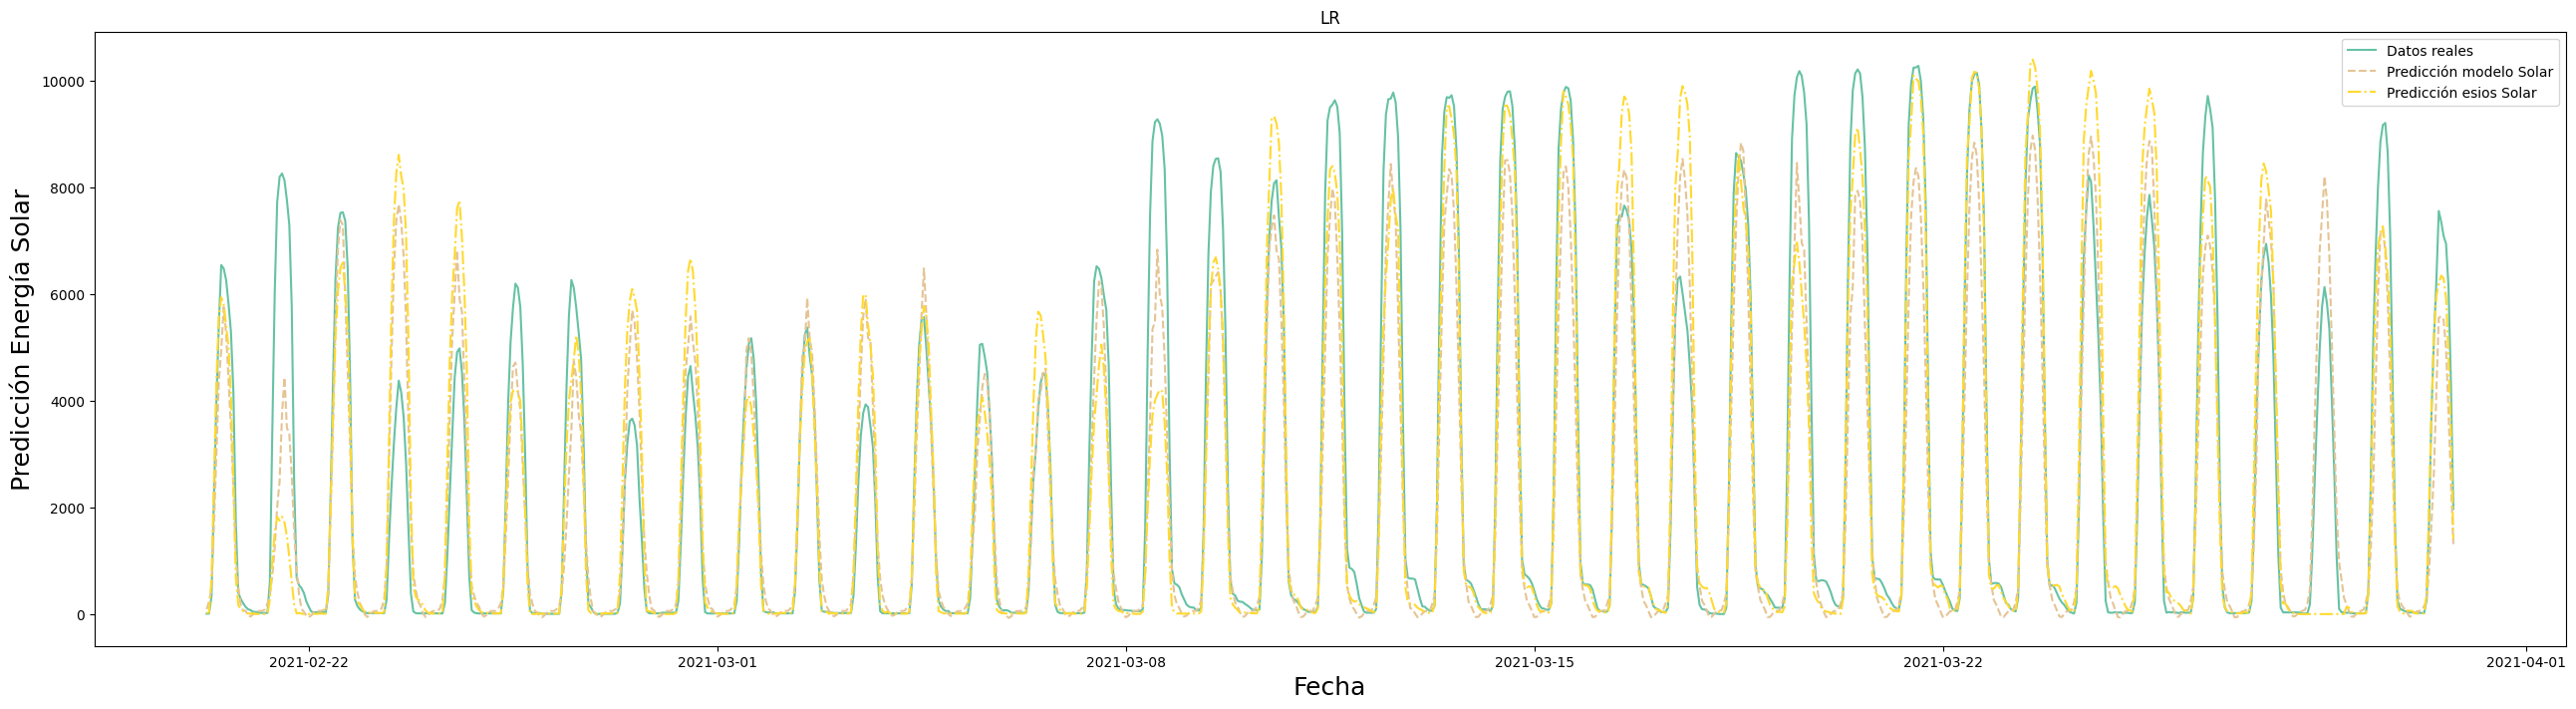 LR
Datos reales
Predicción modelo Solar
Predicción esios Solar
Predicción Energía Solar
10000
8000
6000
4000
2000
0
2021-02-22
2021-03-01
2021-03-08
2021-03-15
2021-03-22
2021-04-01
Fecha